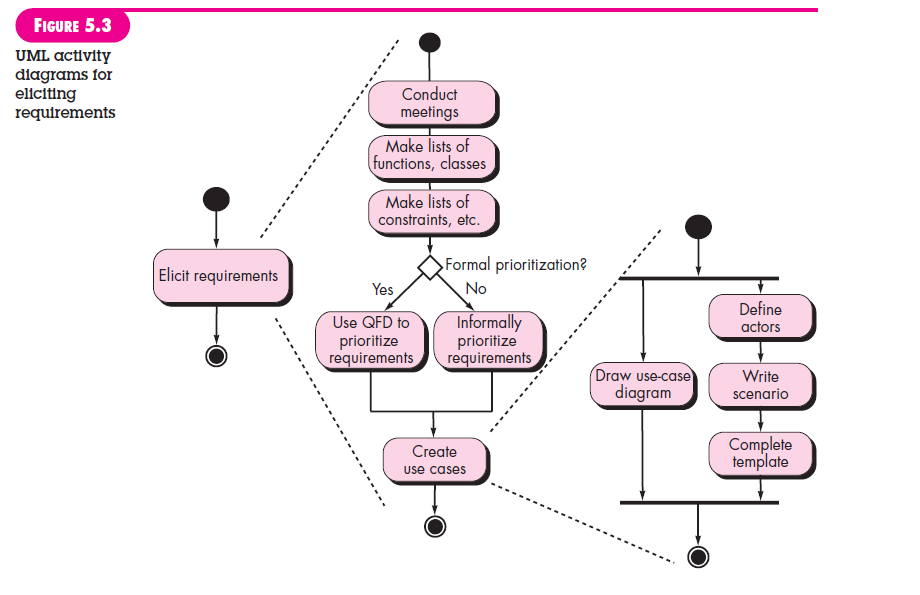 FIGURE 5.3
UML activity
diagrams for
eliciting
requirements
Elicit requirements
Conduct
meetings
Make lists of
functions, classes
Make lists of
constraints, etc.
Formal prioritization?
Yes
No
Use QFD to
prioritize
requirements
Informally
prioritize
requirements
Create
use cases
Draw use-case
diagram
Define
actors
Write
scenario
Complete
template